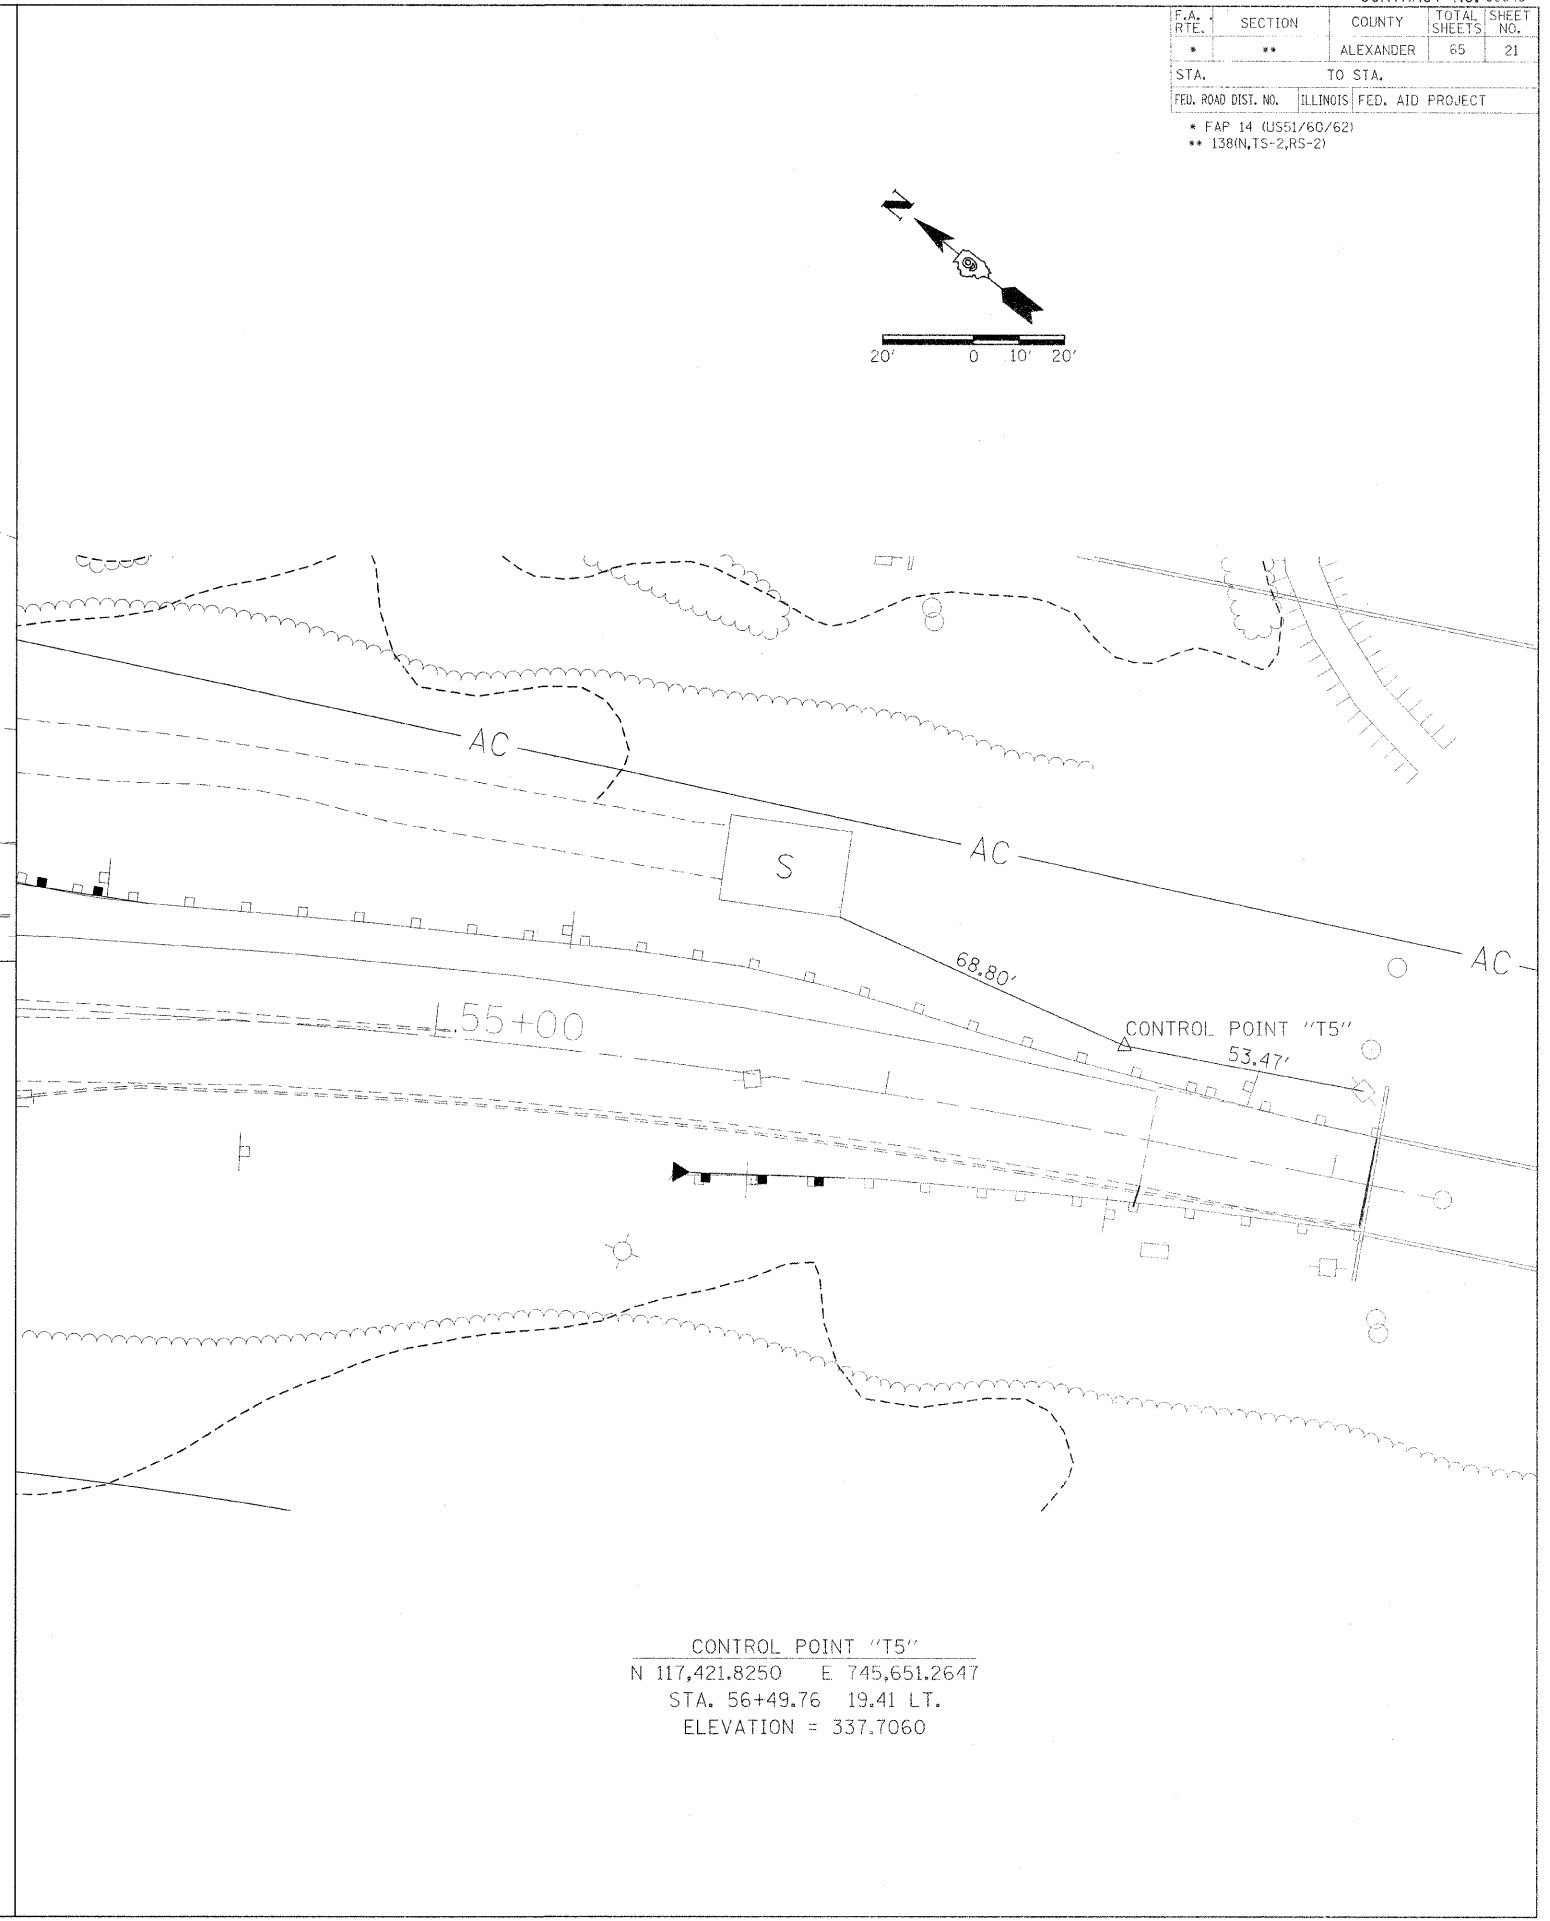 F.A. RTE. SECTION COUNTY TOTAL SHEETS SHEET NO.
* ** ALEXANDER 65 21
STA. TO STA.
FED. ROAD DIST. NO. ILLINOIS FED. AID PROJECT
* FAP 14 (US51/60/62)
** 138(N,TS-2,RS-2)
N
20' 0 10' 20'
AC
S
AC
68.80'
AC
55+00
CONTROL POINT "T5"
53.47'
CONTROL POINT "T5"
N 117,421.8250 E 745,651.2647
STA. 56+49.76 19.41 LT.
ELEVATION = 337.7060